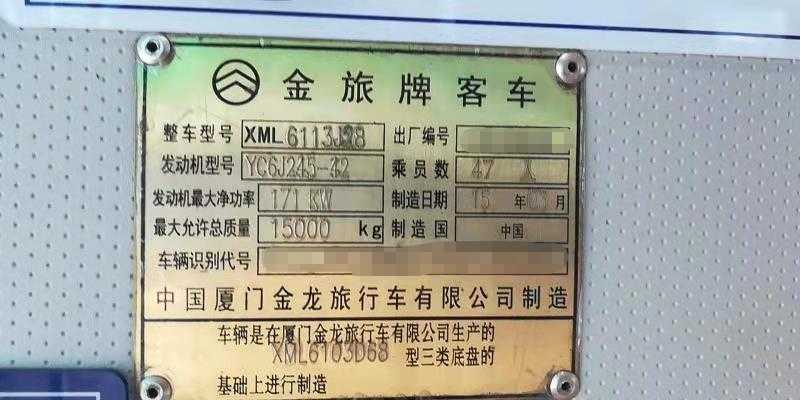 金旅牌客车
整车型号 XML6113J28 出厂编号
发动机型号 YC6J245-42 乘员数 47 人
发动机最大净功率 171 KW 制造日期 15 年 03 月
最大允许总质量 15000 kg 制造国 中国
车辆识别代号
中国厦门金龙旅行车有限公司制造
车辆是在厦门金龙旅行车有限公司生产的
XML6103D68 型三类底盘的
基础上进行制造